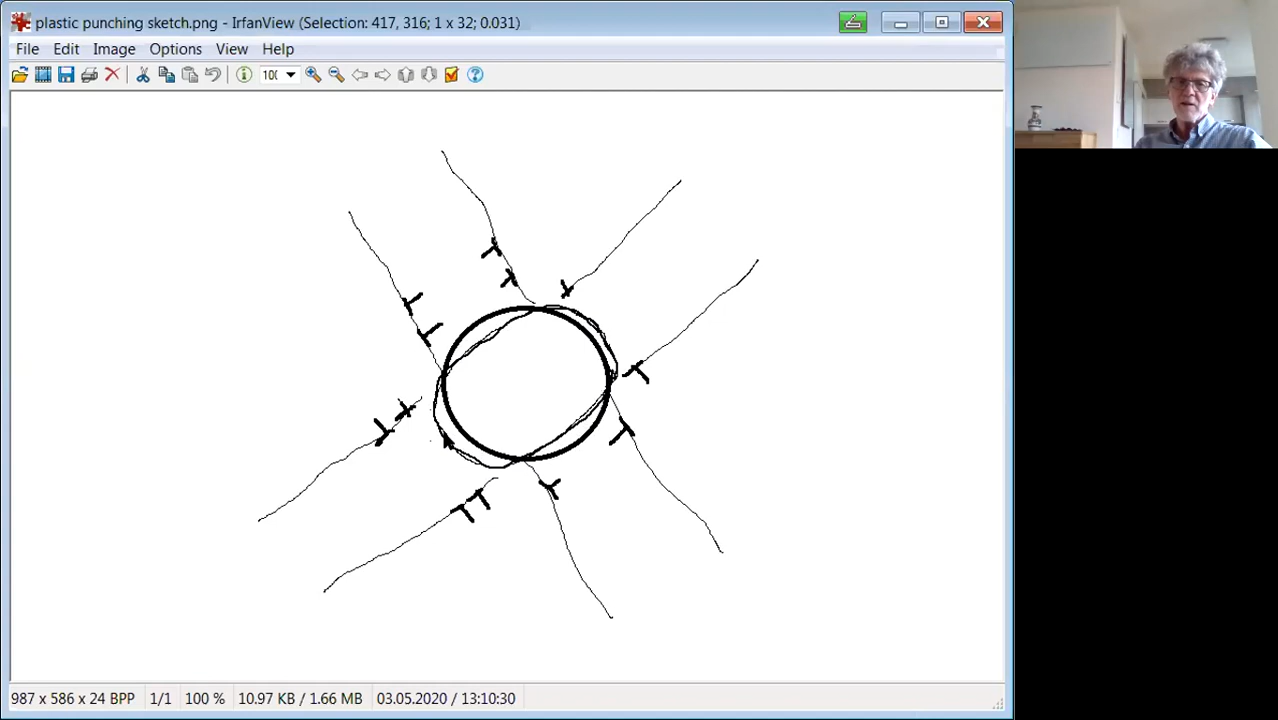 plastic punching sketch.png - IrfanView (Selection: 417, 316; 1 x 32; 0.031)
File Edit Image Options View Help
987 x 586 x 24 BPP 1/1 100 % 10.97 KB / 1.66 MB 03.05.2020 / 13:10:30